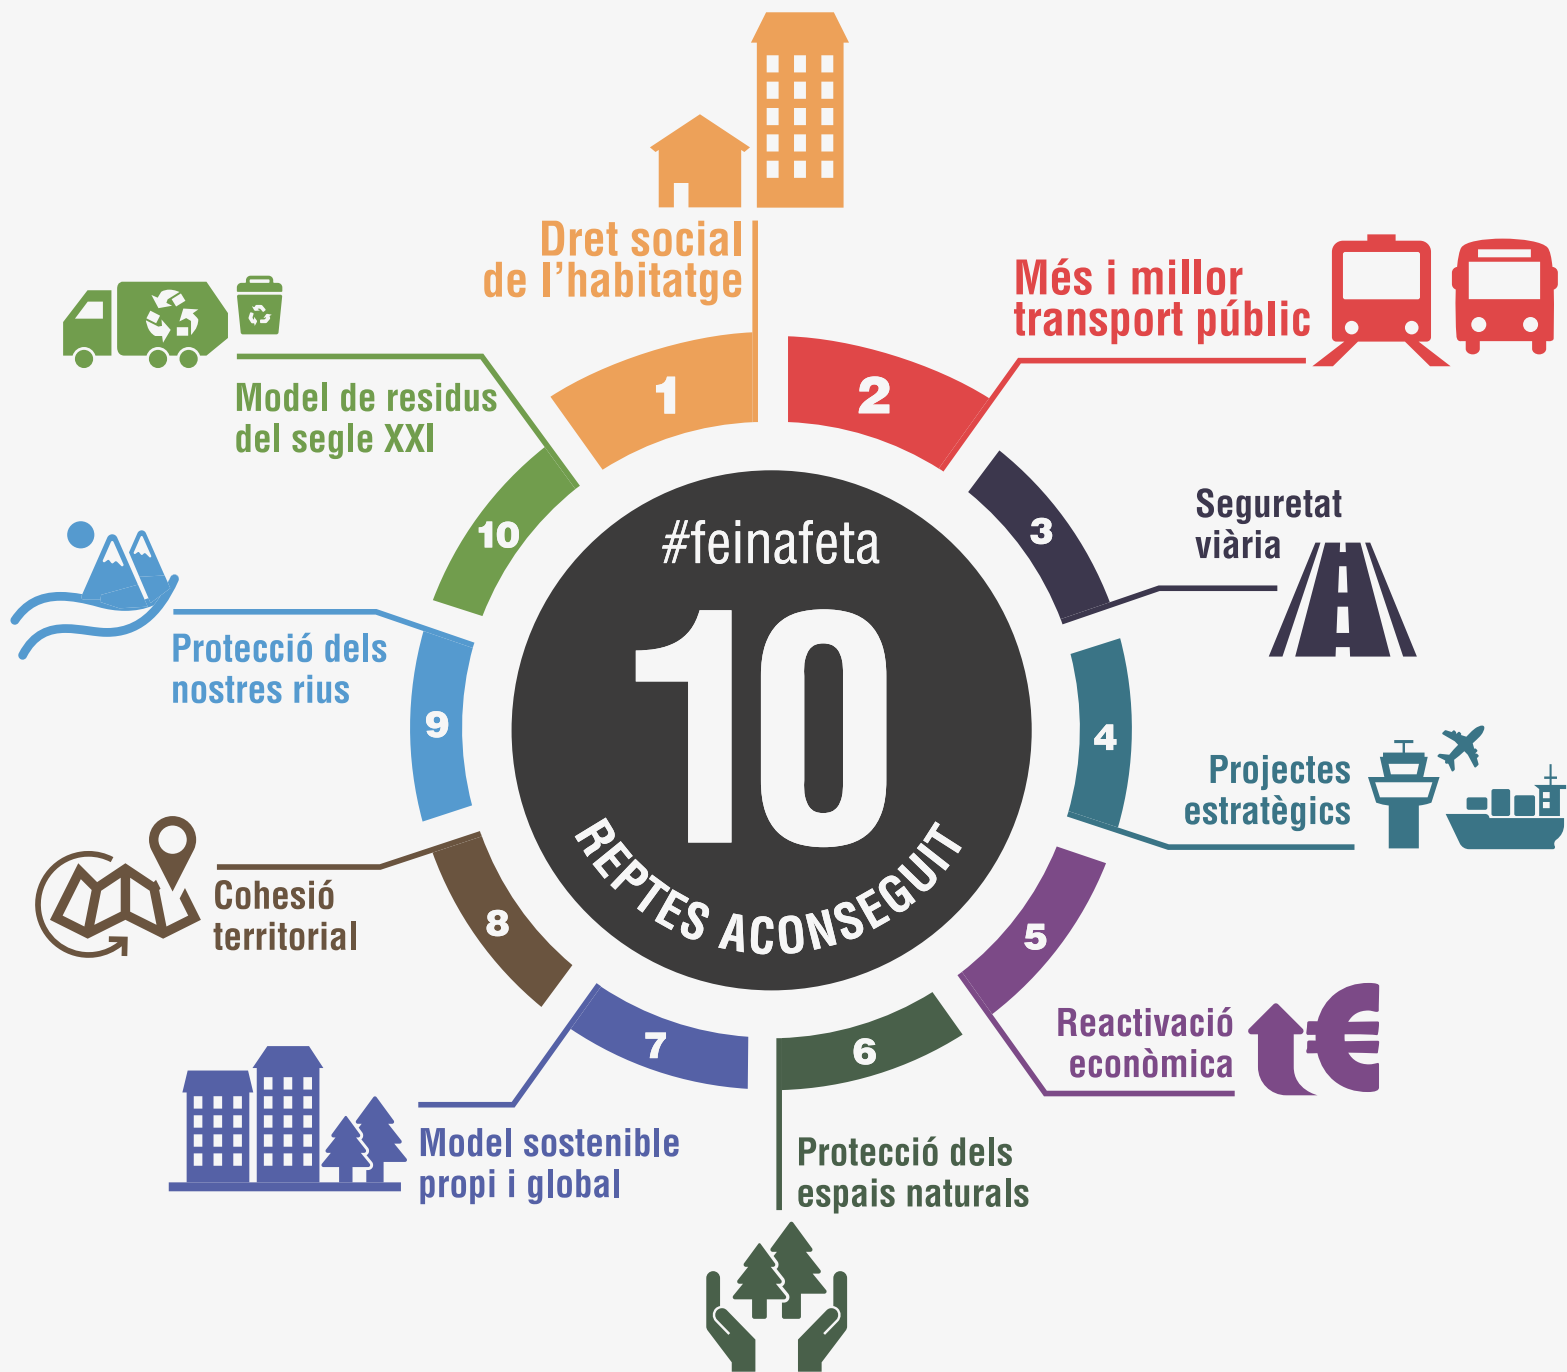 #feinafeta
10
REPTES ACONSEGUIT
1
Dret social
de l'habitatge
2
Més i millor
transport públic
3
Seguretat
viària
4
Projectes
estratègics
5
Reactivació
econòmica
6
Protecció dels
espais naturals
7
Model sostenible
propi i global
8
Cohesió
territorial
9
Protecció dels
nostres rius
10
Model de residus
del segle XXI